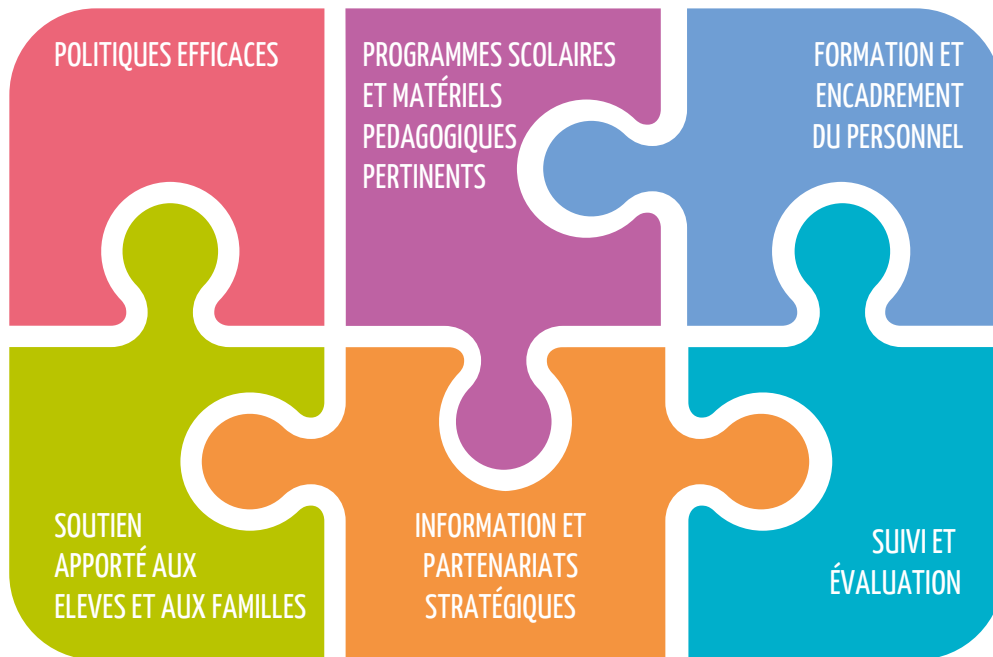 POLITIQUES EFFICACES
PROGRAMMES SCOLAIRES
ET MATÉRIELS
PEDAGOGIQUES
PERTINENTS
FORMATION ET
ENCADREMENT
DU PERSONNEL
SOUTIEN
APPORTÉ AUX
ELEVES ET AUX FAMILLES
INFORMATION ET
PARTENARIATS
STRATÉGIQUES
SUIVI ET
ÉVALUATION